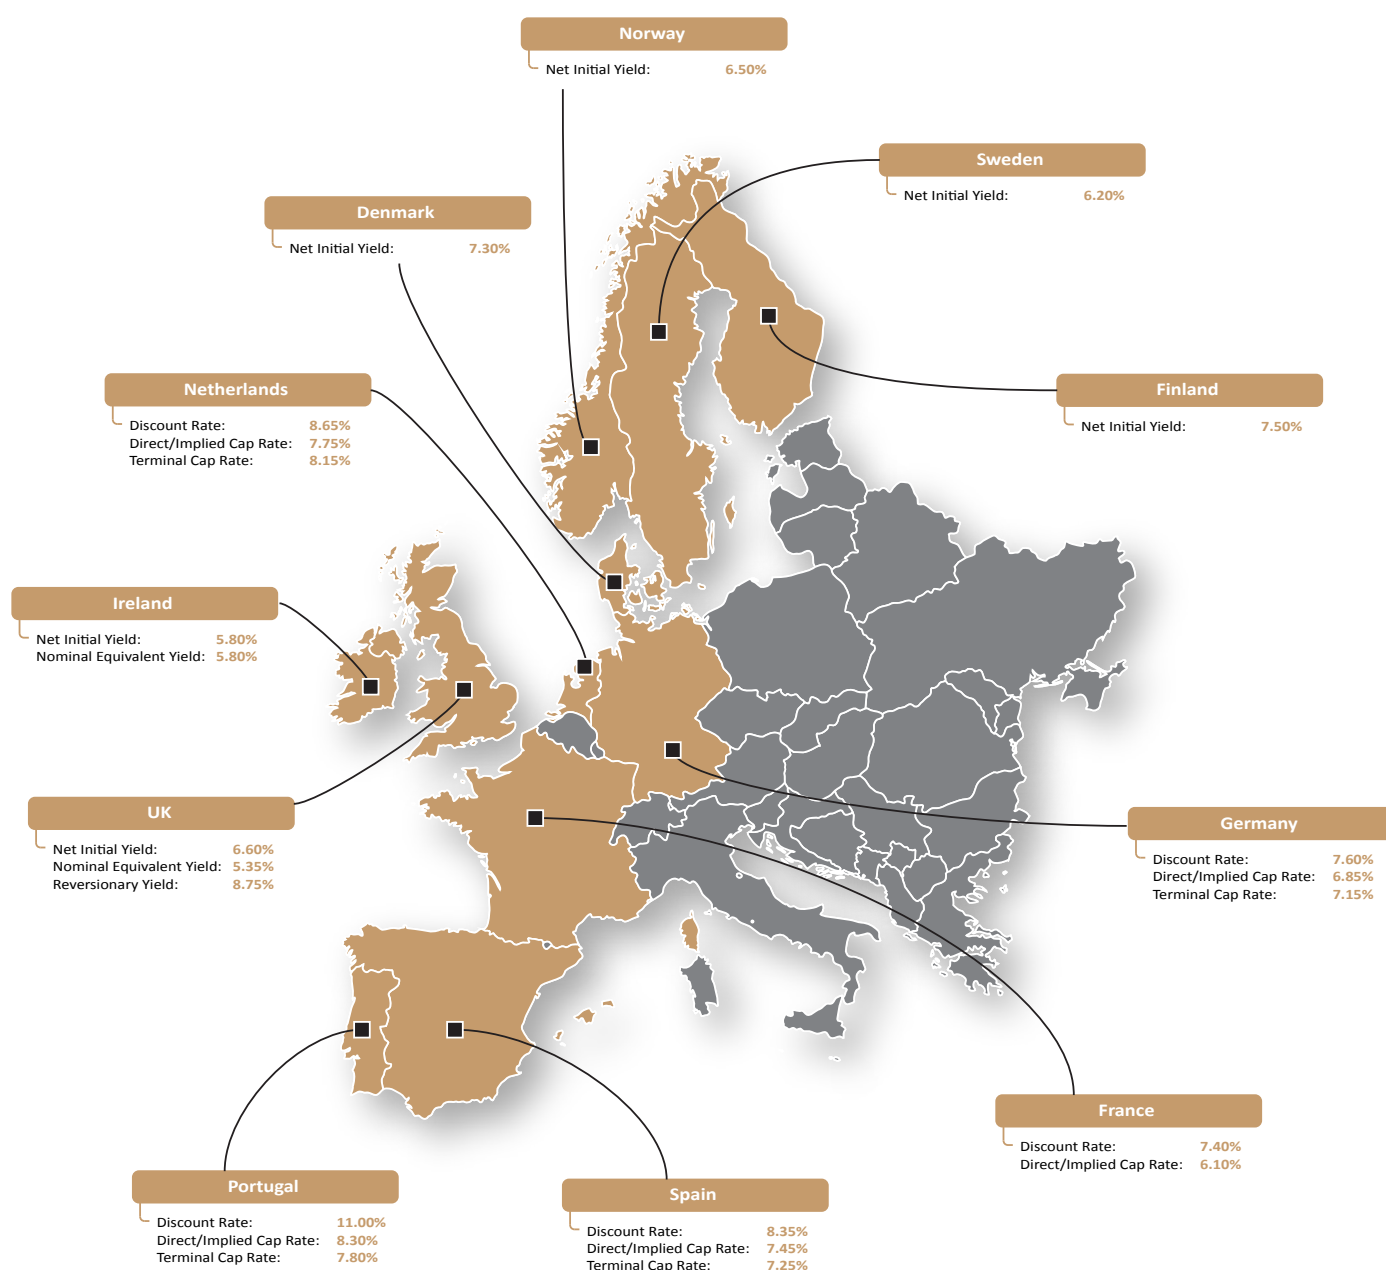 Norway
Net Initial Yield: 6.50%
Sweden
Net Initial Yield: 6.20%
Denmark
Net Initial Yield: 7.30%
Netherlands
Discount Rate: 8.65%
Direct/Implied Cap Rate: 7.75%
Terminal Cap Rate: 8.15%
Finland
Net Initial Yield: 7.50%
Ireland
Net Initial Yield: 5.80%
Nominal Equivalent Yield: 5.80%
UK
Net Initial Yield: 6.60%
Nominal Equivalent Yield: 5.35%
Reversionary Yield: 8.75%
Germany
Discount Rate: 7.60%
Direct/Implied Cap Rate: 6.85%
Terminal Cap Rate: 7.15%
France
Discount Rate: 7.40%
Direct/Implied Cap Rate: 6.10%
Portugal
Discount Rate: 11.00%
Direct/Implied Cap Rate: 8.30%
Terminal Cap Rate: 7.80%
Spain
Discount Rate: 8.35%
Direct/Implied Cap Rate: 7.45%
Terminal Cap Rate: 7.25%